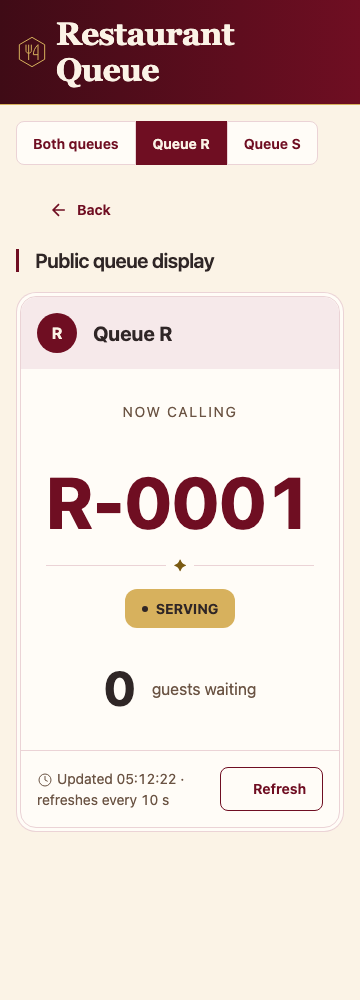 Restaurant
Queue
Both queues
Queue R
Queue S
Back
Public queue display
R
Queue R
NOW CALLING
R-0001
SERVING
0 guests waiting
Updated 05:12:22 ·
refreshes every 10 s
Refresh